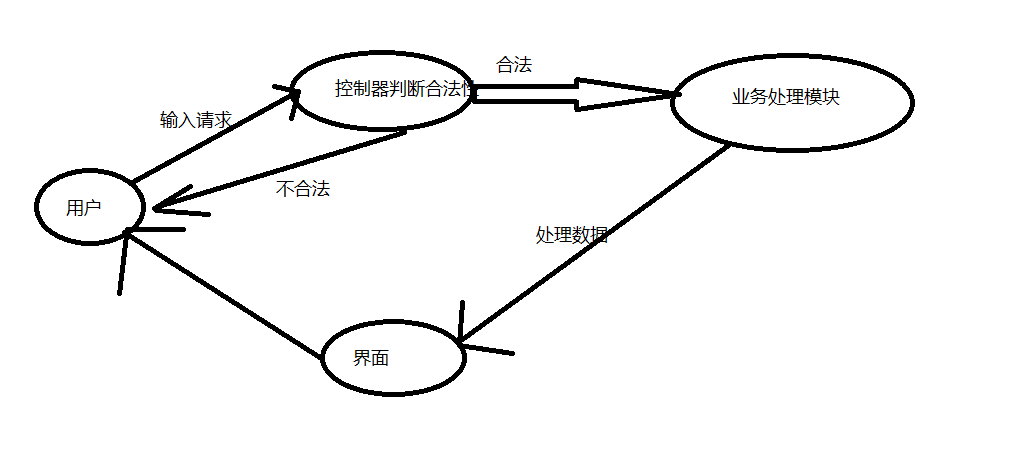 合法
控制器判断合法性
业务处理模块
输入请求
不合法
用户
处理数据
界面